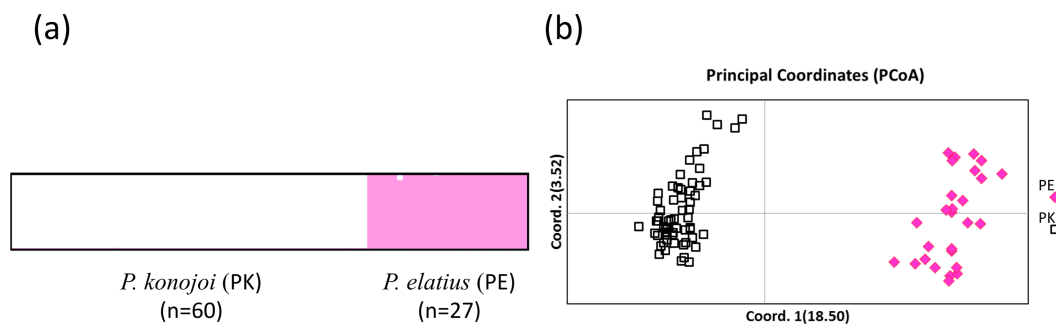 (a)
P. konojoi (PK)
(n=60)
P. elatius (PE)
(n=27)
(b)
Principal Coordinates (PCoA)
Coord. 2(3.52)
Coord. 1(18.50)
PE
PK